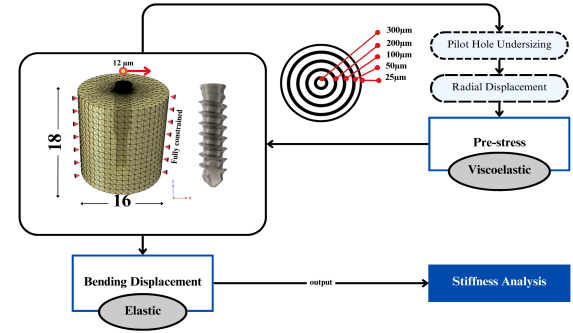 12 μm
18
16
Fully constrained
300μm
200μm
100μm
50μm
25μm
Pilot Hole Undersizing
Radial Displacement
Pre-stress
Viscoelastic
Bending Displacement
Elastic
output
Stiffness Analysis